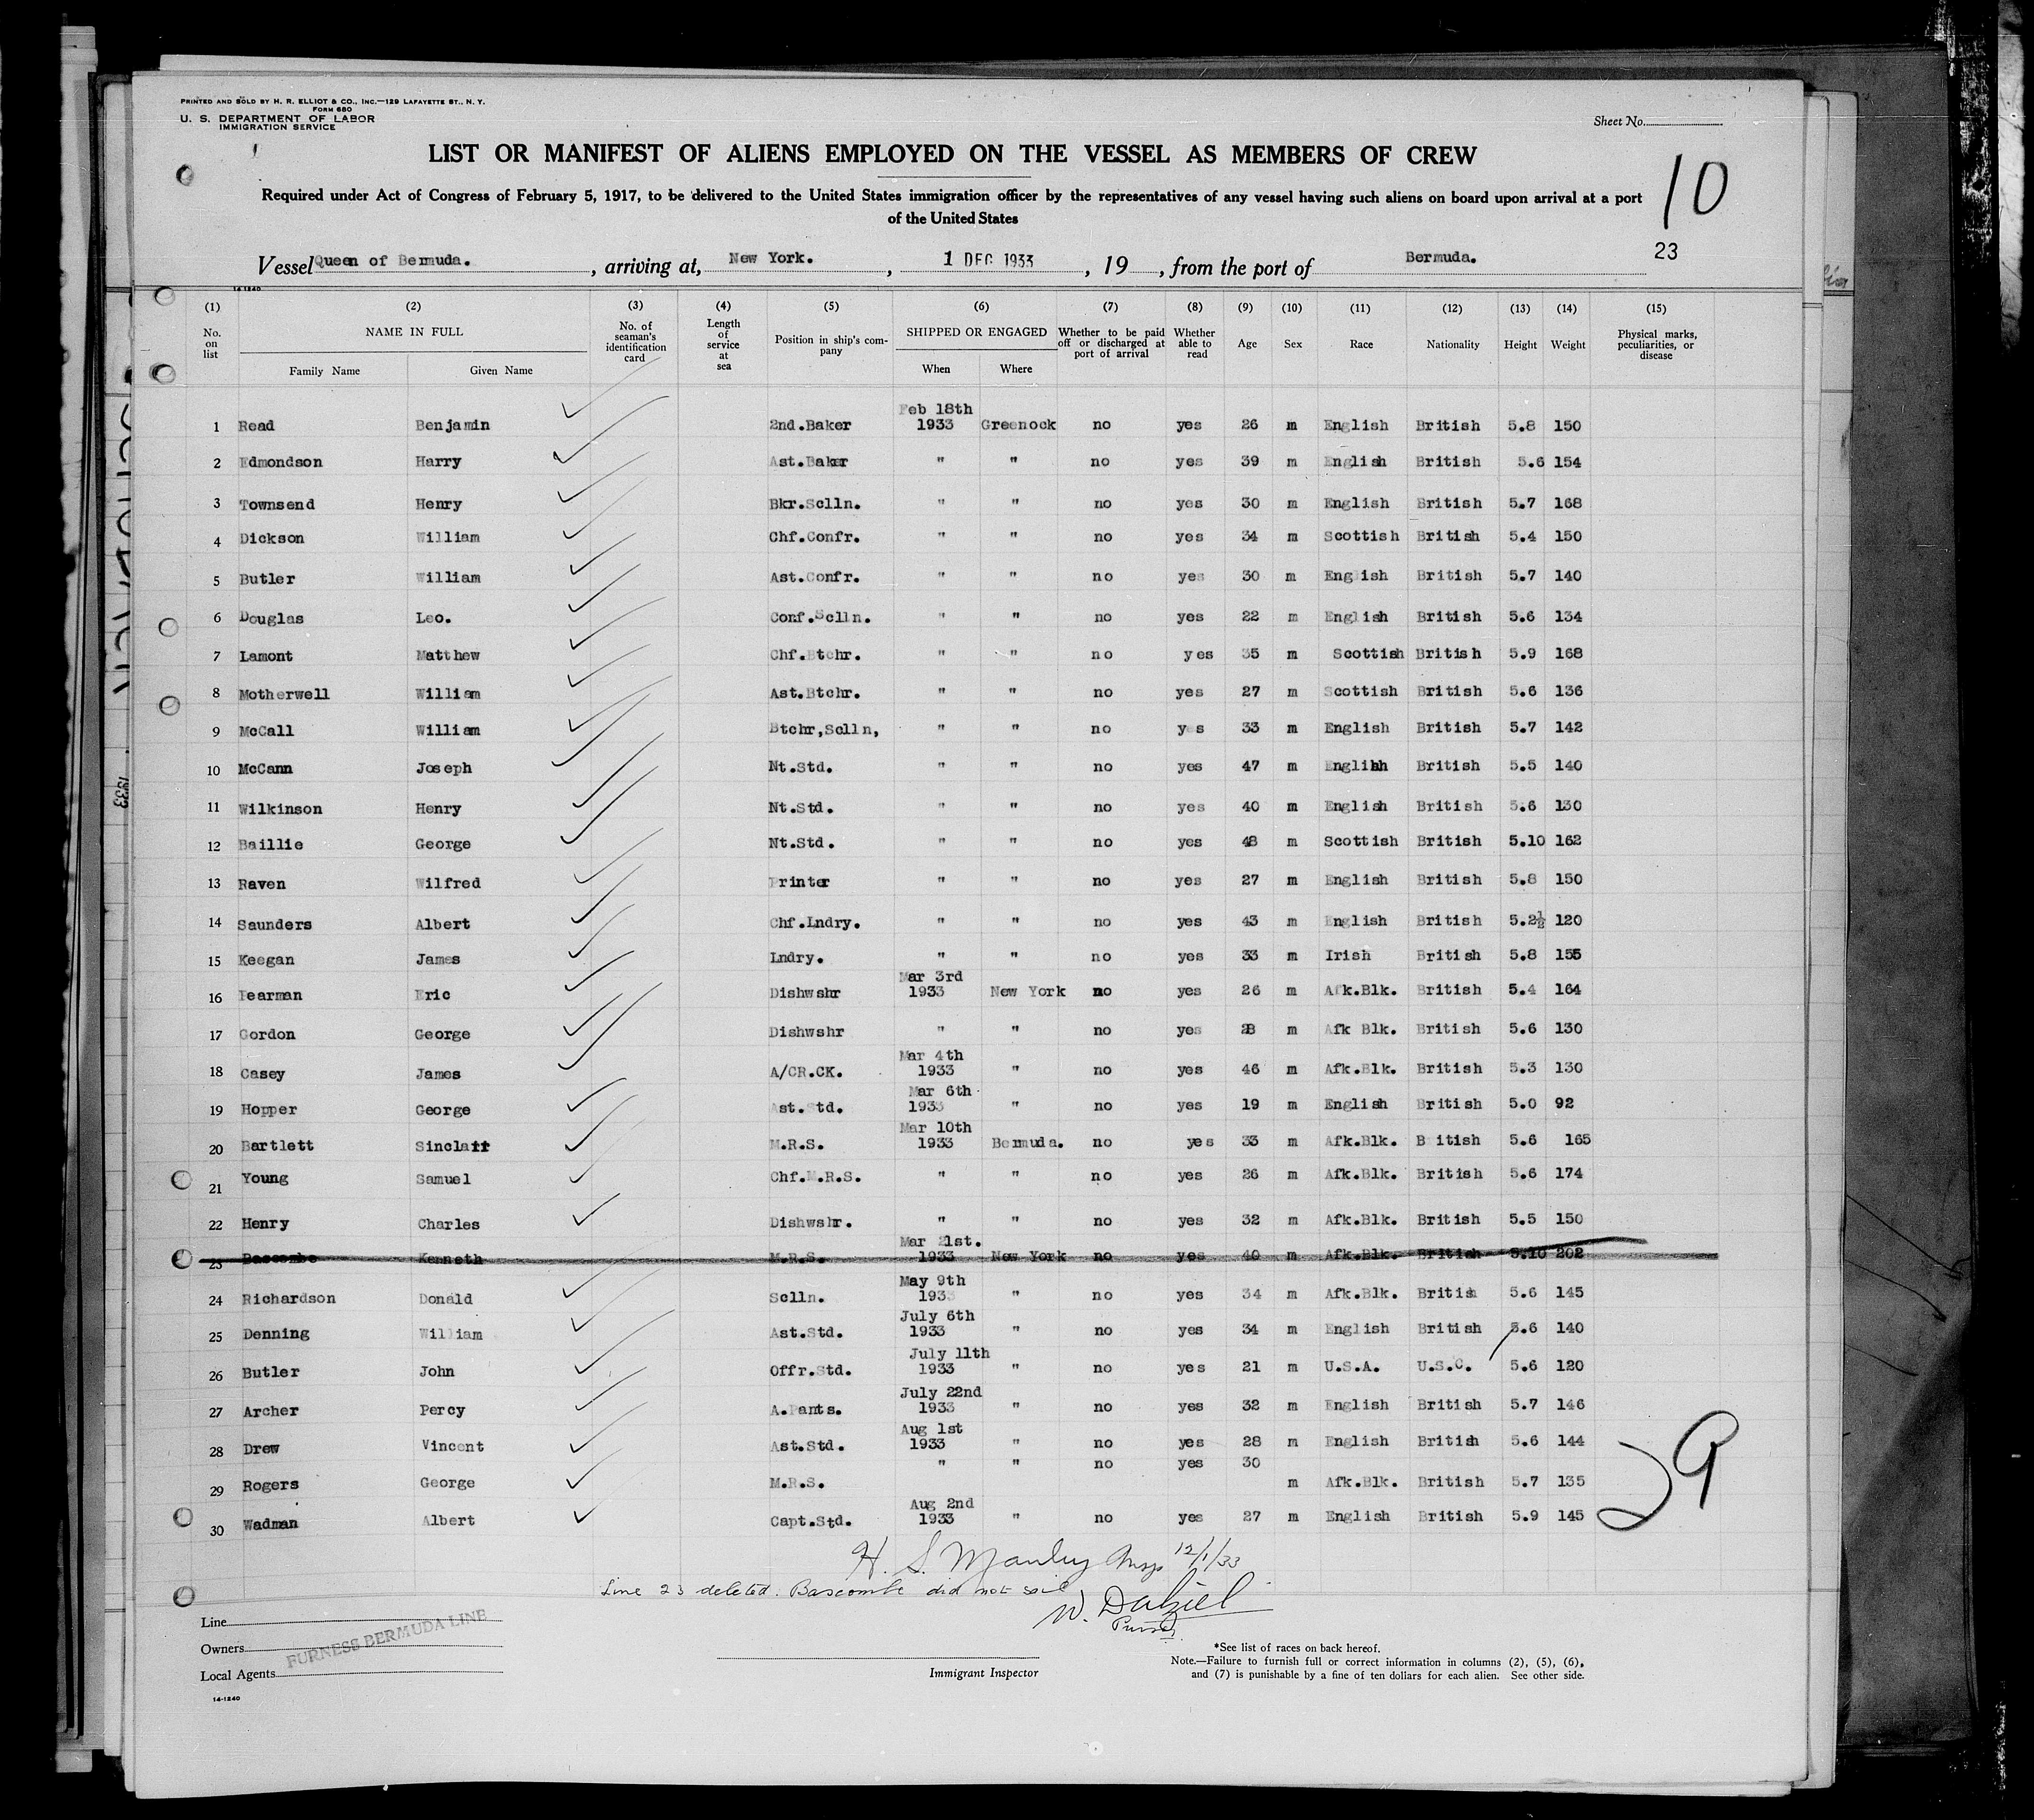 PRINTED AND SOLD BY H. R. ELLIOT & CO., INC.—129 LAFAYETTE ST., N. Y.
FORM 680
U. S. DEPARTMENT OF LABOR
IMMIGRATION SERVICE
Sheet No.
LIST OR MANIFEST OF ALIENS EMPLOYED ON THE VESSEL AS MEMBERS OF CREW
10
Required under Act of Congress of February 5, 1917, to be delivered to the United States immigration officer by the representatives of any vessel having such aliens on board upon arrival at a port
of the United States
23
Vessel Queen of Bermuda. , arriving at, New York. , 1 DEC 1933 , 19 , from the port of Bermuda.
14-1240
(1) (2) (3) (4) (5) (6) (7) (8) (9) (10) (11) (12) (13) (14) (15)
No. on list NAME IN FULL Family Name Given Name No. of seaman's identification card Length of service at sea Position in ship's company SHIPPED OR ENGAGED When Where Whether to be paid off or discharged at port of arrival Whether able to read Age Sex Race Nationality Height Weight Physical marks, peculiarities, or disease
1 Read Benjamin 2nd.Baker Feb 18th 1933 Greenock no yes 26 m English British 5.8 150
2 Edmondson Harry Ast.Baker " " no yes 39 m English British 5.6 154
3 Townsend Henry Bkr.Sclln. " " no yes 30 m English British 5.7 168
4 Dickson William Chf.Confr. " " no yes 34 m Scottish British 5.4 150
5 Butler William Ast.Confr. " " no yes 30 m English British 5.7 140
6 Douglas Leo. Conf.Sclln. " " no yes 22 m English British 5.6 134
7 Lamont Matthew Chf.Btchr. " " no yes 35 m Scottish British 5.9 168
8 Motherwell William Ast.Btchr. " " no yes 27 m Scottish British 5.6 136
9 McCall William Btchr,Sclln, " " no yes 33 m English British 5.7 142
10 McCann Joseph Nt.Std. " " no yes 47 m Englihh British 5.5 140
11 Wilkinson Henry Nt.Std. " " no yes 40 m English British 5.6 130
12 Baillie George Nt.Std. " " no yes 48 m Scottish British 5.10 162
13 Raven Wilfred Printer " " no yes 27 m English British 5.8 150
14 Saunders Albert Chf.Lndry. " " no yes 43 m English British 5.2½ 120
15 Keegan James Lndry. " " no yes 33 m Irish British 5.8 155
16 Pearman Eric Dishwshr Mar 3rd 1933 New York no yes 26 m Afk.Blk. British 5.4 164
17 Gordon George Dishwshr " " no yes 28 m Afk Blk. British 5.6 130
18 Casey James A/CR.CK. Mar 4th 1933 " no yes 46 m Afk.Blk. British 5.3 130
19 Hopper George Ast.Std. Mar 6th 1933 " no yes 19 m English British 5.0 92
20 Bartlett Sinclair M.R.S. Mar 10th 1933 Bermuda. no yes 33 m Afk.Blk. British 5.6 165
21 Young Samuel Chf.M.R.S. " " no yes 26 m Afk.Blk. British 5.6 174
22 Henry Charles Dishwshr. " " no yes 32 m Afk.Blk. British 5.5 150
23 Bascombe Kenneth M.R.S. Mar 21st. 1933 New York no yes 40 m Afk.Blk. British 5.10 202
24 Richardson Donald Sclln. May 9th 1933 " no yes 34 m Afk.Blk. British 5.6 145
25 Denning William Ast.Std. July 6th 1933 " no yes 34 m English British 5.6 140
26 Butler John Offr.Std. July 11th 1933 " no yes 21 m U.S.A. U.S.C. 5.6 120
27 Archer Percy A.Pants. July 22nd 1933 " no yes 32 m English British 5.7 146
28 Drew Vincent Ast.Std. Aug 1st 1933 " no yes 28 m English British 5.6 144
29 Rogers George M.R.S. " " no yes 30 m Afk.Blk. British 5.7 135
30 Wadman Albert Capt.Std. Aug 2nd 1933 " no yes 27 m English British 5.9 145
29
H. S. Manley Insp 12/1/33
Line 23 deleted. Bascombe did not sail
W. Dalziel
Purser
Line
Owners
Local Agents
FURNESS BERMUDA LINE
Immigrant Inspector
*See list of races on back hereof.
Note.—Failure to furnish full or correct information in columns (2), (5), (6),
and (7) is punishable by a fine of ten dollars for each alien. See other side.
14-1240